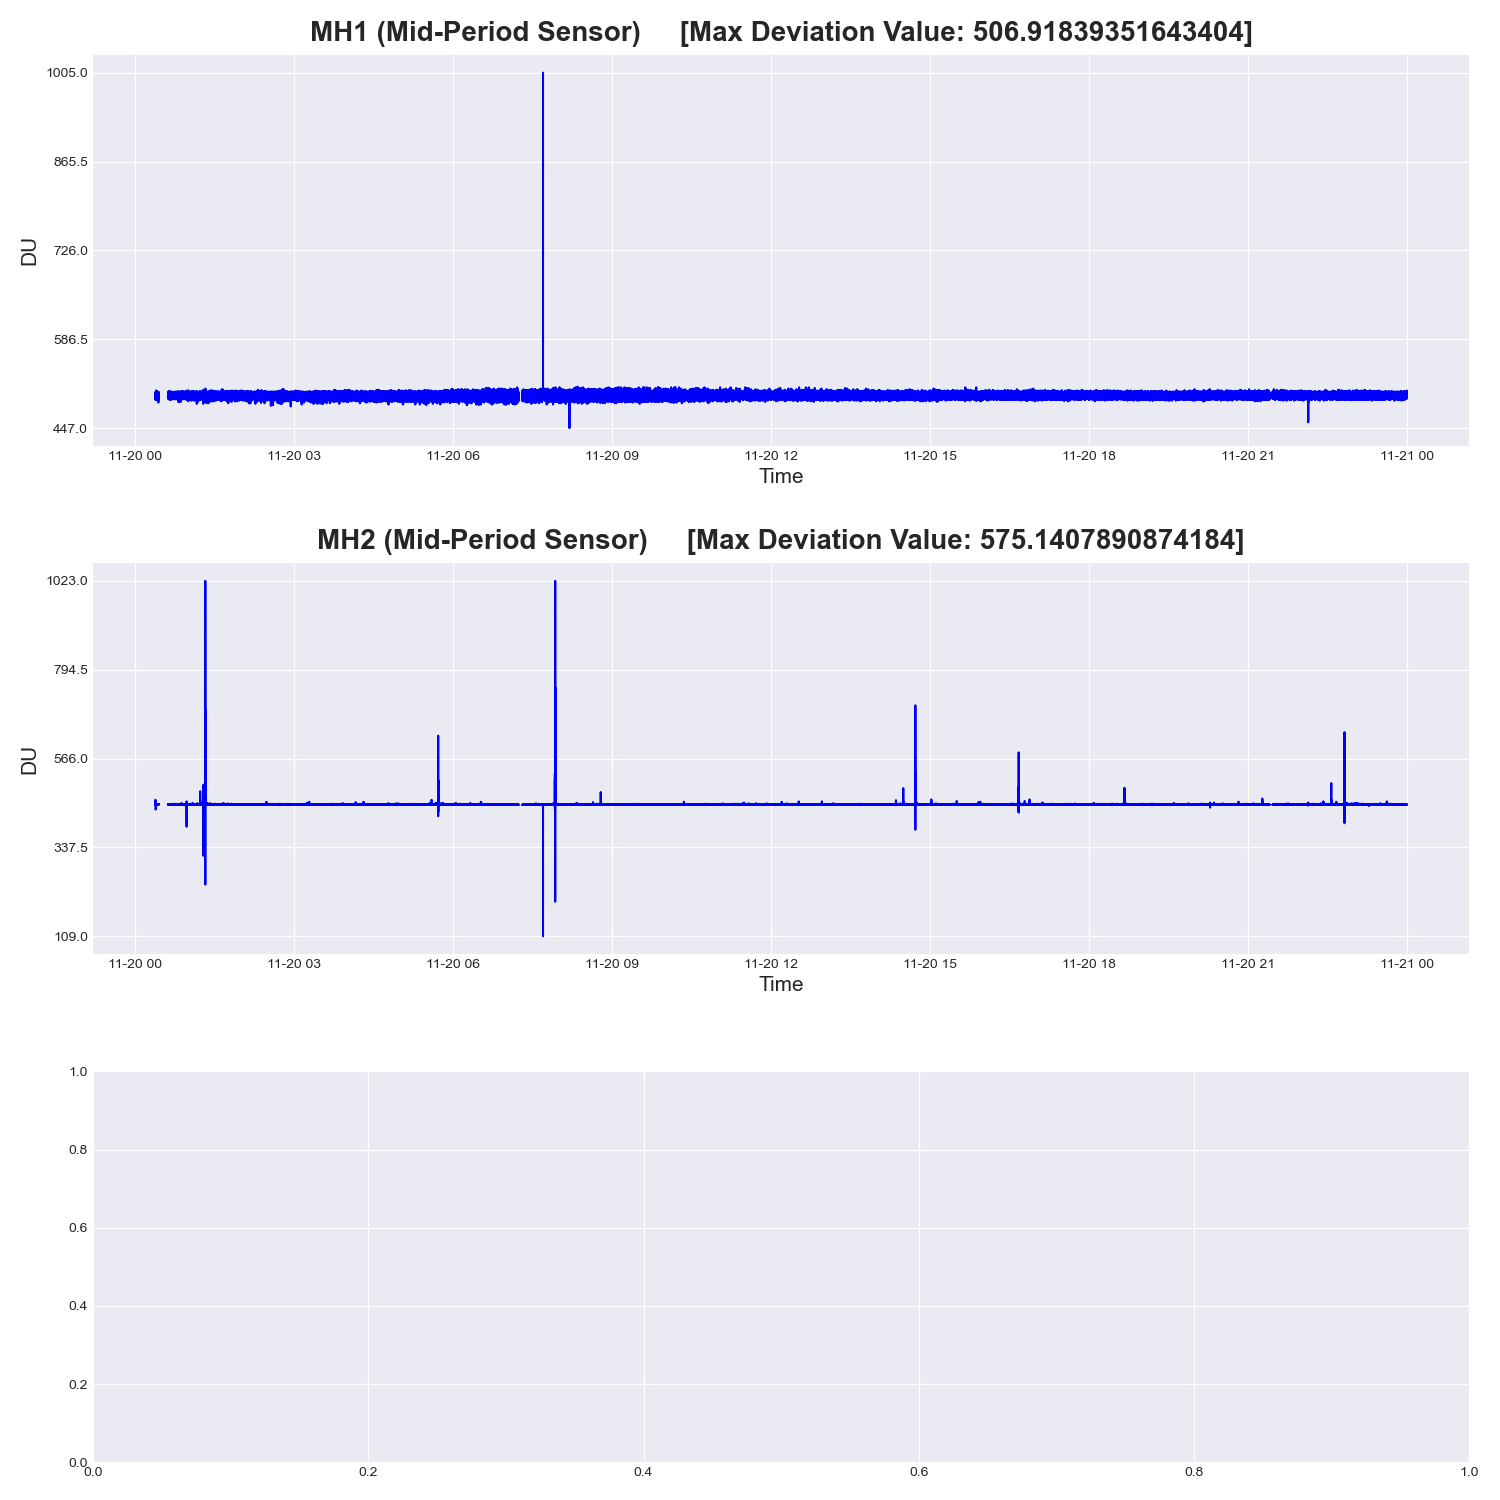 MH1 (Mid-Period Sensor) [Max Deviation Value: 506.91839351643404]
1005.0
865.5
726.0
586.5
447.0
DU
11-20 00 11-20 03 11-20 06 11-20 09 11-20 12 11-20 15 11-20 18 11-20 21 11-21 00
Time
MH2 (Mid-Period Sensor) [Max Deviation Value: 575.1407890874184]
1023.0
794.5
566.0
337.5
109.0
DU
11-20 00 11-20 03 11-20 06 11-20 09 11-20 12 11-20 15 11-20 18 11-20 21 11-21 00
Time
1.0
0.8
0.6
0.4
0.2
0.0
0.0 0.2 0.4 0.6 0.8 1.0